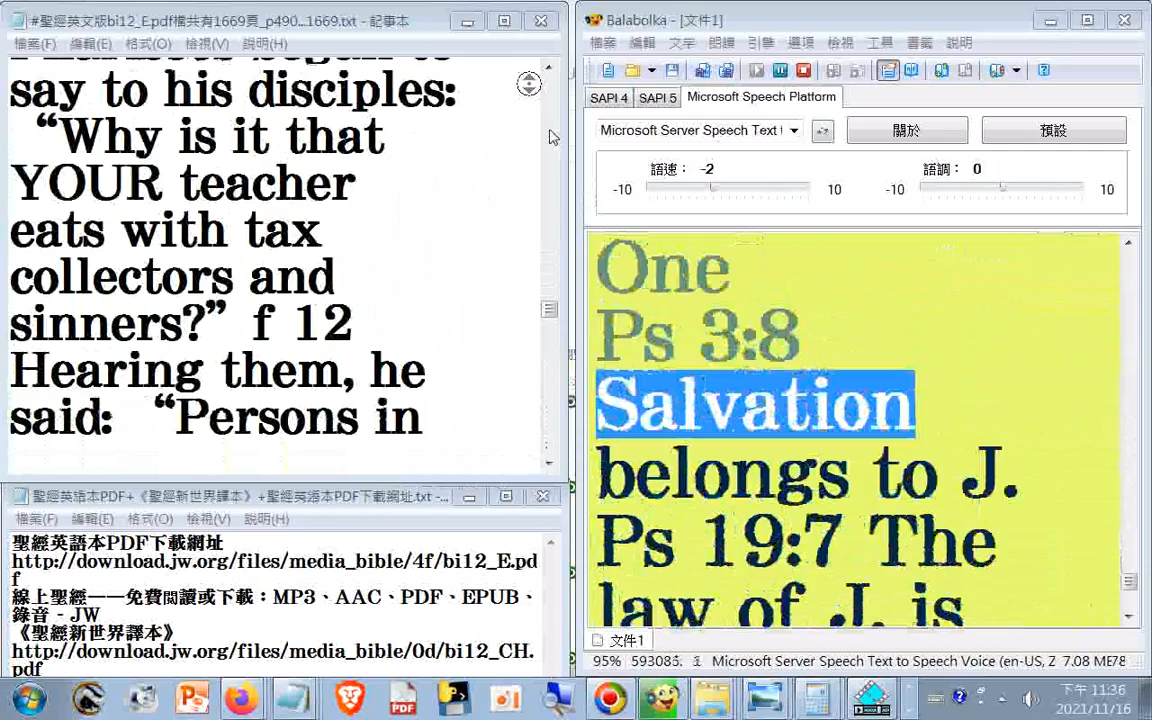 #聖經英文版bi12_E.pdf檔共有1669頁_p490...1669.txt - 記事本
檔案(F) 編輯(E) 格式(O) 檢視(V) 說明(H)
say to his disciples:
“Why is it that
YOUR teacher
eats with tax
collectors and
sinners?” f 12
Hearing them, he
said: “Persons in
聖經英語本PDF+《聖經新世界譯本》+聖經英語本PDF下載網址.txt -...
檔案(F) 編輯(E) 格式(O) 檢視(V) 說明(H)
聖經英語本PDF下載網址
http://download.jw.org/files/media_bible/4f/bi12_E.pd
f
線上聖經——免費閱讀或下載：MP3、AAC、PDF、EPUB、
錄音 - JW
《聖經新世界譯本》
http://download.jw.org/files/media_bible/0d/bi12_CH.
pdf
Balabolka - [文件1]
檔案 編輯 文字 朗讀 引擎 選項 檢視 工具 書籤 說明
SAPI 4 SAPI 5 Microsoft Speech Platform
Microsoft Server Speech Text 關於 預設
語速： -2 語調： 0
-10 10 -10 10
One
Ps 3:8
Salvation
belongs to J.
Ps 19:7 The
law of J. is
文件1
95% 593085. 1 Microsoft Server Speech Text to Speech Voice (en-US, Z 7.08 ME78
下午 11:36
2021/11/16